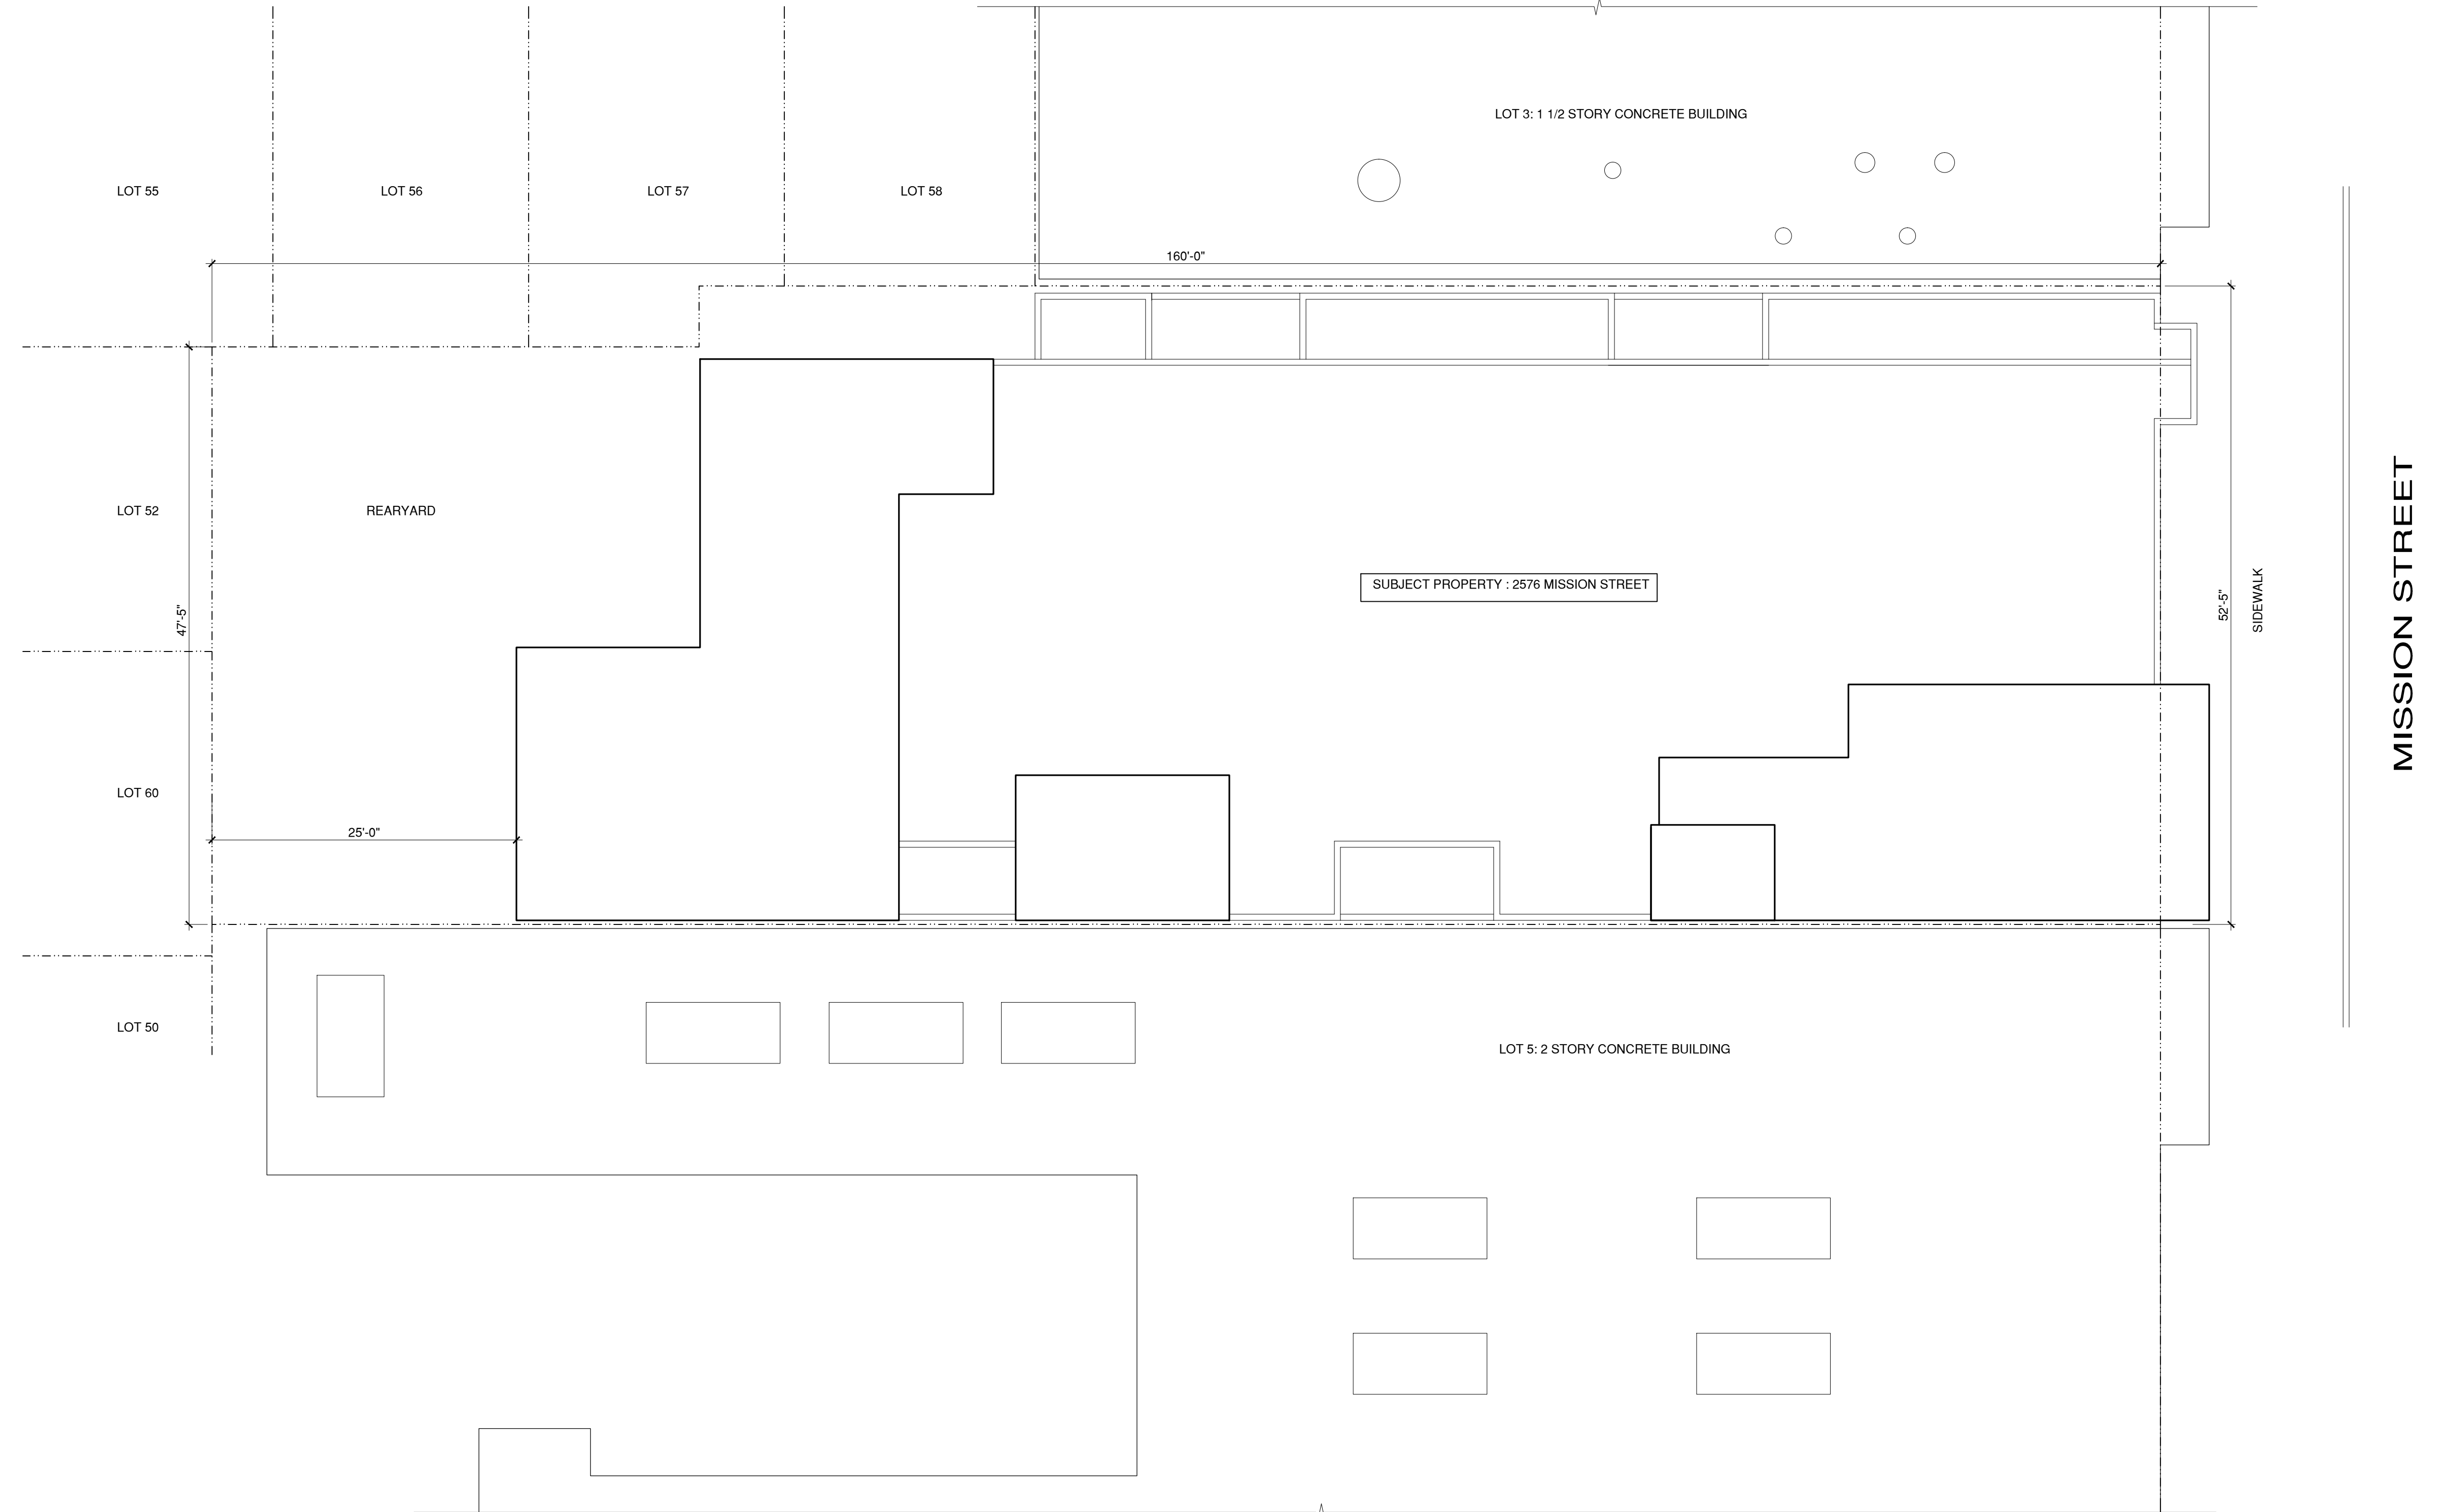 LOT 3: 1 1/2 STORY CONCRETE BUILDING
LOT 55
LOT 56
LOT 57
LOT 58
160'-0"
LOT 52
REARYARD
SUBJECT PROPERTY : 2576 MISSION STREET
47'-5"
52'-5"
SIDEWALK
MISSION STREET
LOT 60
25'-0"
LOT 50
LOT 5: 2 STORY CONCRETE BUILDING